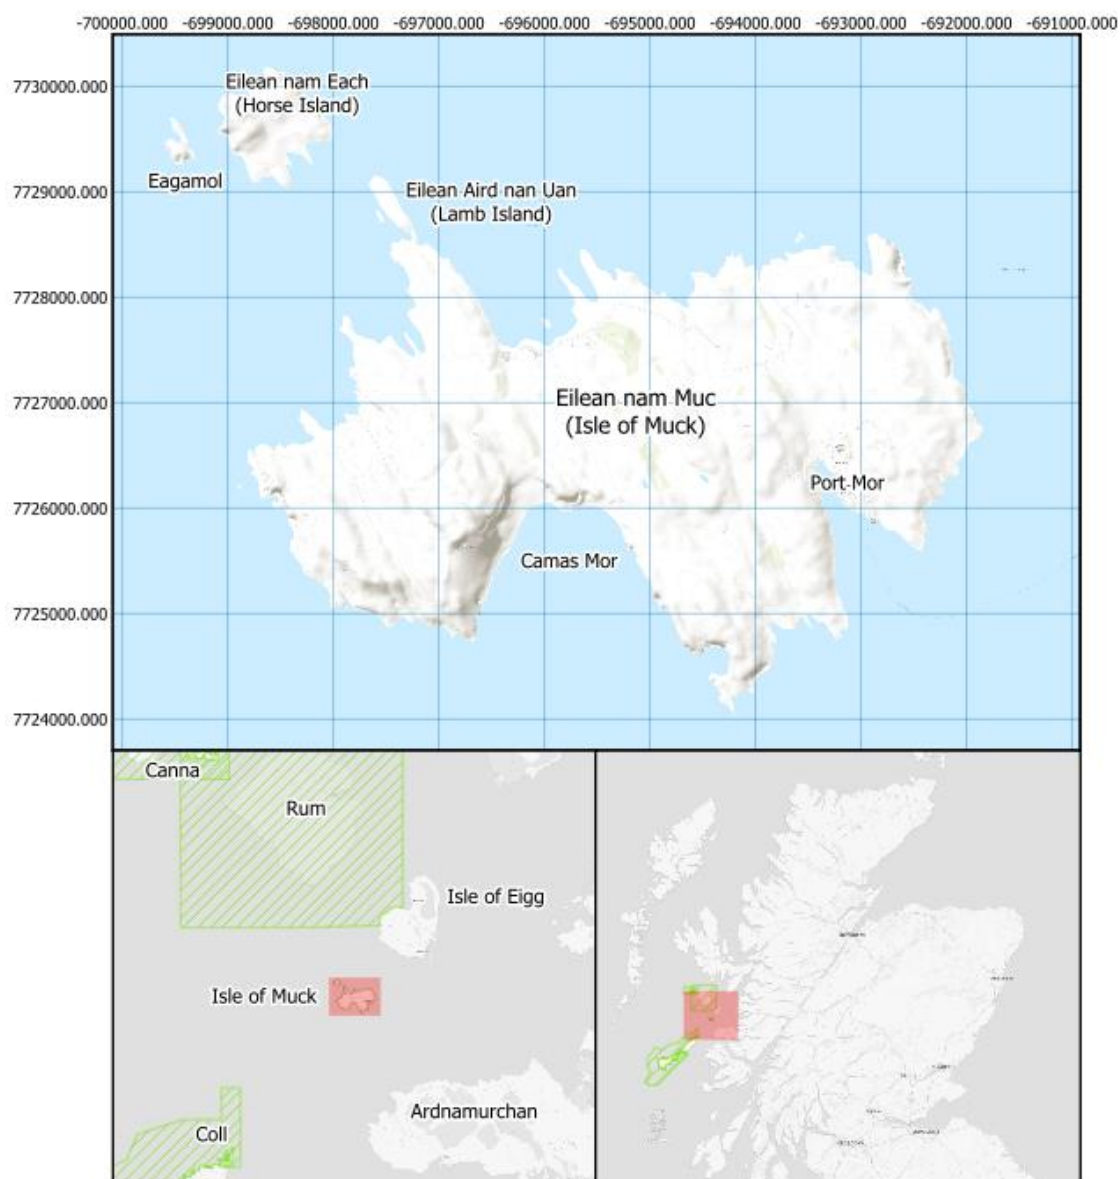 -700000.000 -699000.000 -698000.000 -697000.000 -696000.000 -695000.000 -694000.000 -693000.000 -692000.000 -691000.000
7730000.000
Eilean nam Each
(Horse Island)
Eagamol
7729000.000
Eilean Aird nan Uan
(Lamb Island)
7728000.000
7727000.000
Eilean nam Muc
(Isle of Muck)
Port Mor
7726000.000
Camas Mor
7725000.000
7724000.000
Canna
Rum
Isle of Eigg
Isle of Muck
Ardnamurchan
Coll